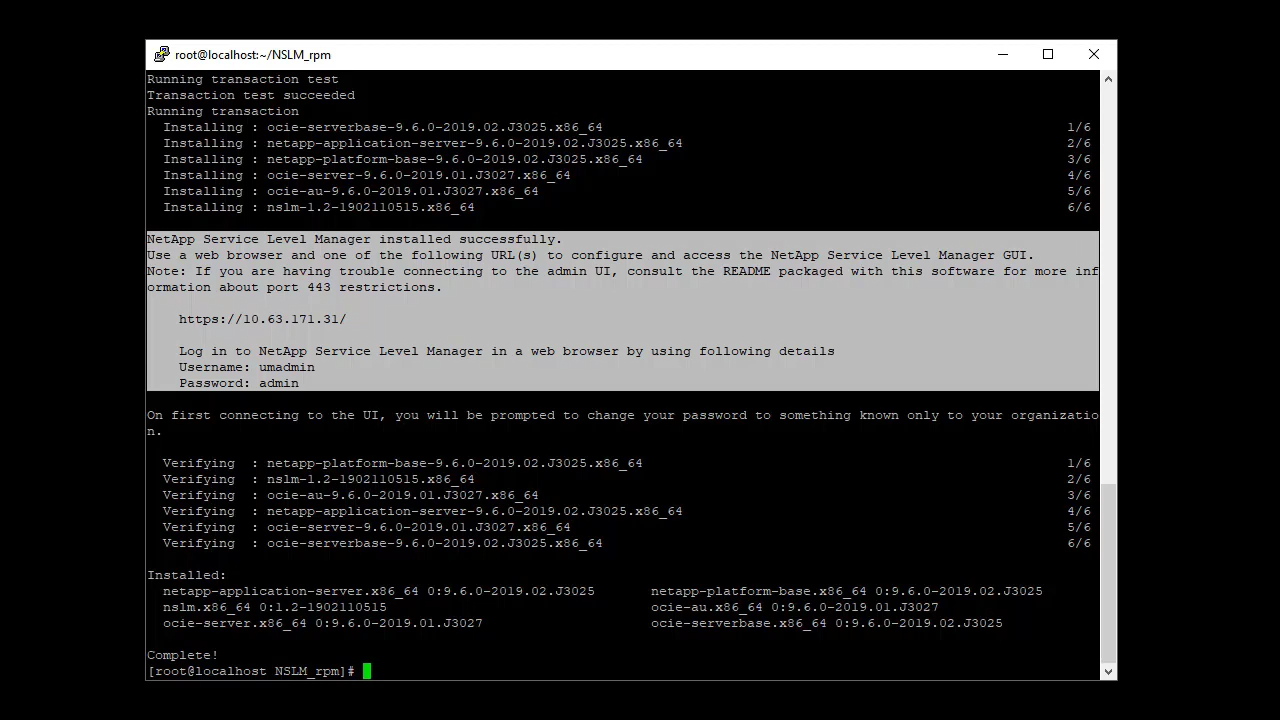 root@localhost:~/NSLM_rpm
Running transaction test
Transaction test succeeded
Running transaction
Installing : ocie-serverbase-9.6.0-2019.02.J3025.x86_64 1/6
Installing : netapp-application-server-9.6.0-2019.02.J3025.x86_64 2/6
Installing : netapp-platform-base-9.6.0-2019.02.J3025.x86_64 3/6
Installing : ocie-server-9.6.0-2019.01.J3027.x86_64 4/6
Installing : ocie-au-9.6.0-2019.01.J3027.x86_64 5/6
Installing : nslm-1.2-1902110515.x86_64 6/6
NetApp Service Level Manager installed successfully.
Use a web browser and one of the following URL(s) to configure and access the NetApp Service Level Manager GUI.
Note: If you are having trouble connecting to the admin UI, consult the README packaged with this software for more inf
ormation about port 443 restrictions.
https://10.63.171.31/
Log in to NetApp Service Level Manager in a web browser by using following details
Username: umadmin
Password: admin
On first connecting to the UI, you will be prompted to change your password to something known only to your organizatio
n.
Verifying : netapp-platform-base-9.6.0-2019.02.J3025.x86_64 1/6
Verifying : nslm-1.2-1902110515.x86_64 2/6
Verifying : ocie-au-9.6.0-2019.01.J3027.x86_64 3/6
Verifying : netapp-application-server-9.6.0-2019.02.J3025.x86_64 4/6
Verifying : ocie-server-9.6.0-2019.01.J3027.x86_64 5/6
Verifying : ocie-serverbase-9.6.0-2019.02.J3025.x86_64 6/6
Installed:
netapp-application-server.x86_64 0:9.6.0-2019.02.J3025 netapp-platform-base.x86_64 0:9.6.0-2019.02.J3025
nslm.x86_64 0:1.2-1902110515 ocie-au.x86_64 0:9.6.0-2019.01.J3027
ocie-server.x86_64 0:9.6.0-2019.01.J3027 ocie-serverbase.x86_64 0:9.6.0-2019.02.J3025
Complete!
[root@localhost NSLM_rpm]#